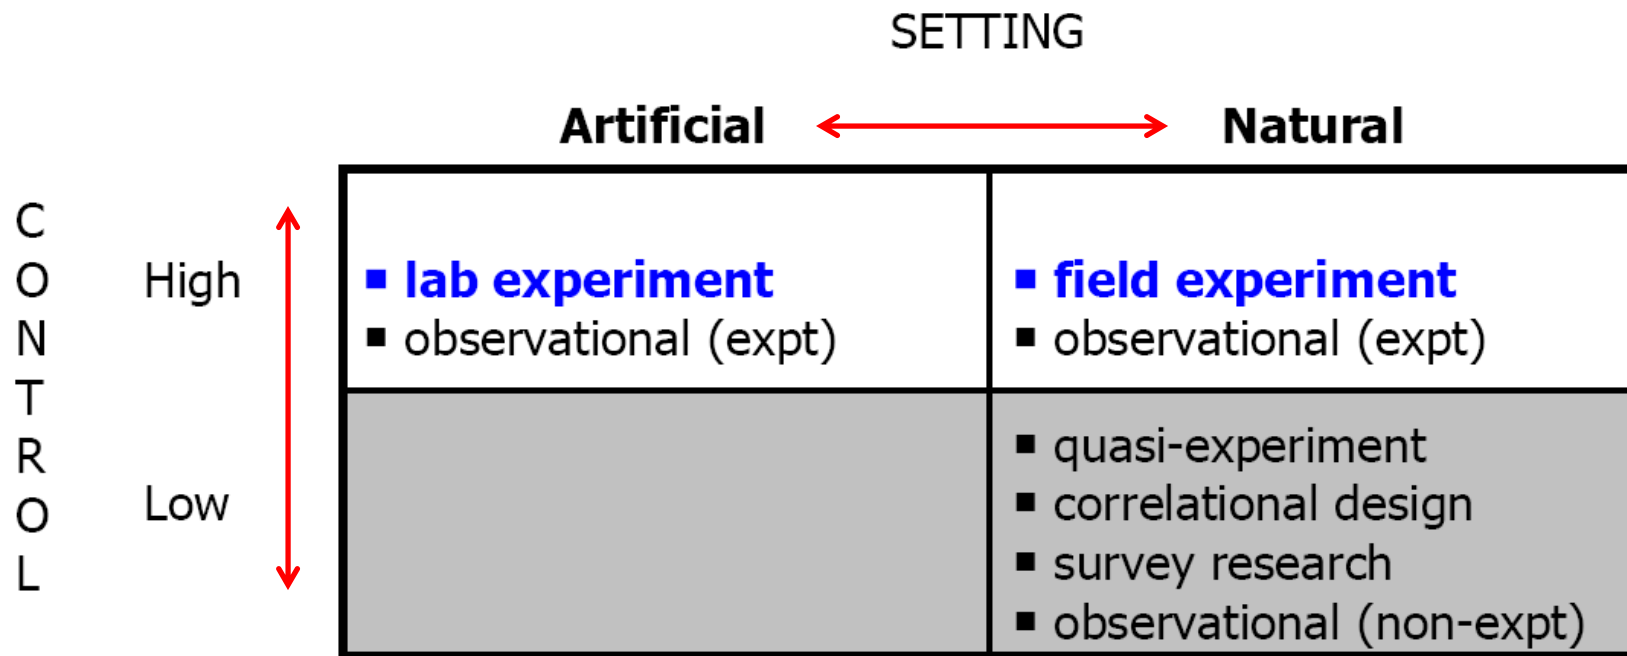 SETTING
Artificial Natural
CONTROL
High
▪ lab experiment
▪ observational (expt)
▪ field experiment
▪ observational (expt)
Low
▪ quasi-experiment
▪ correlational design
▪ survey research
▪ observational (non-expt)